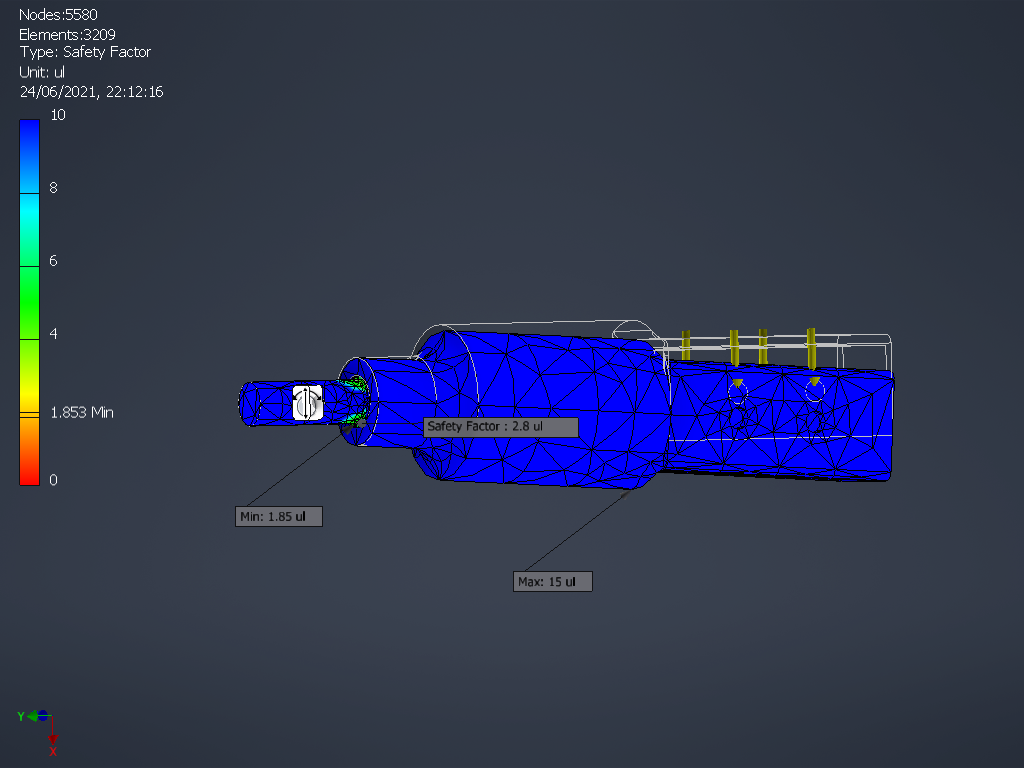 Nodes:5580
Elements:3209
Type: Safety Factor
Unit: ul
24/06/2021, 22:12:16
10
8
6
4
1.853 Min
0
Safety Factor : 2.8 ul
Min: 1.85 ul
Max: 15 ul
Y
X